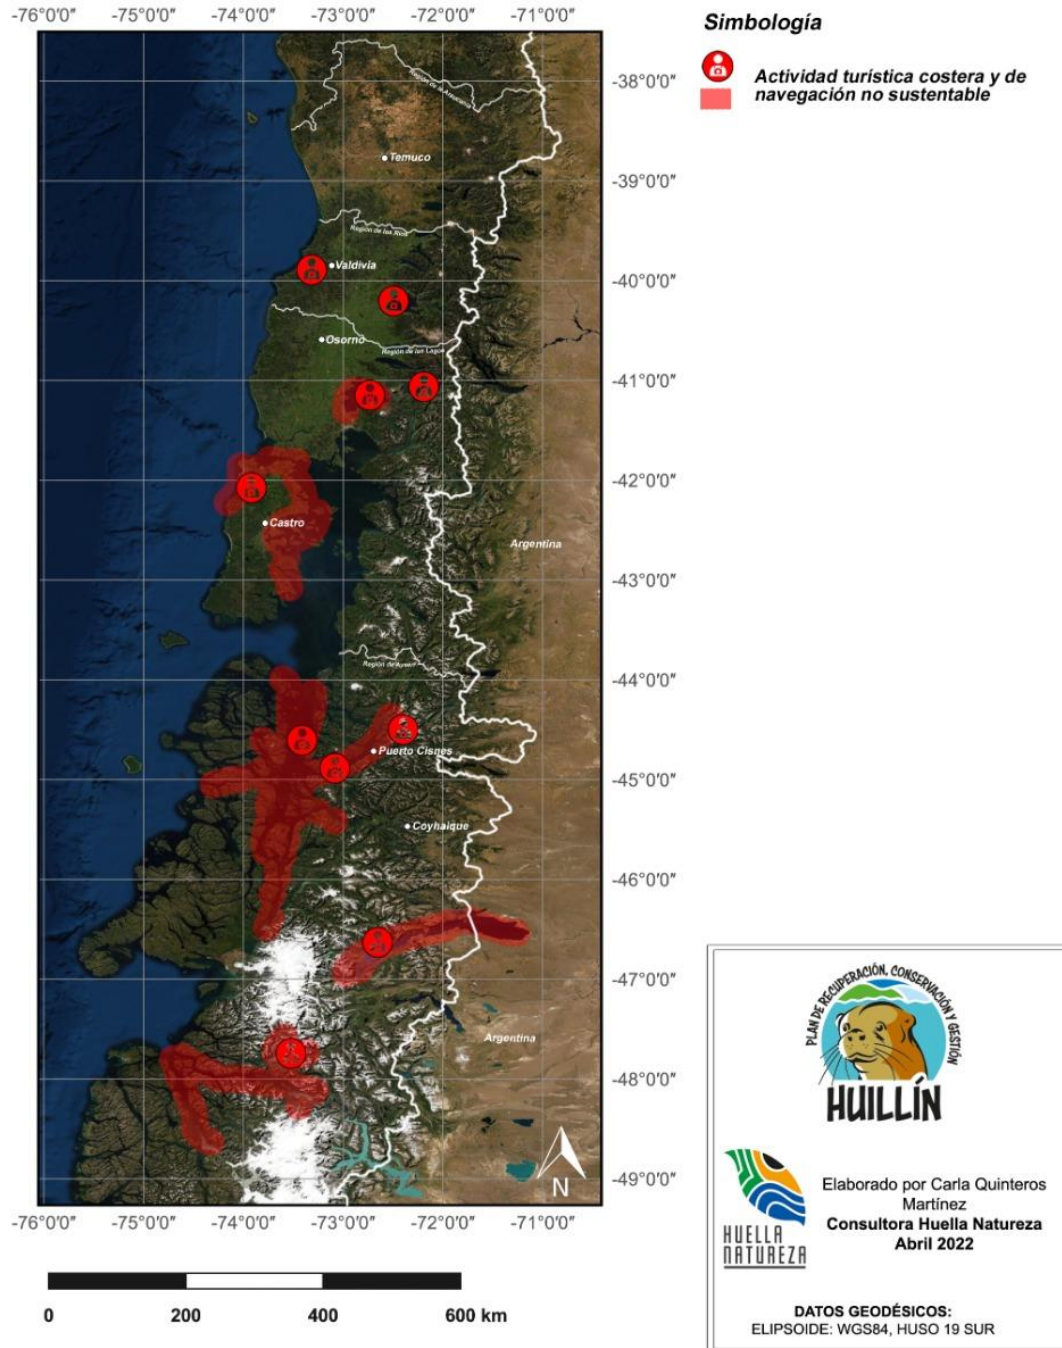 -76°0'0" -75°0'0" -74°0'0" -73°0'0" -72°0'0" -71°0'0"
Simbología
Actividad turística costera y de
navegación no sustentable
-38°0'0"
Región de la Araucanía
Temuco
-39°0'0"
Región de los Ríos
Valdivia
-40°0'0"
Osorno
Región de los Lagos
-41°0'0"
-42°0'0"
Castro
Argentina
-43°0'0"
Región de Aysén
-44°0'0"
Puerto Cisnes
-45°0'0"
Coyhaique
-46°0'0"
-47°0'0"
Argentina
-48°0'0"
-49°0'0"
N
-76°0'0" -75°0'0" -74°0'0" -73°0'0" -72°0'0" -71°0'0"
0 200 400 600 km
PLAN DE RECUPERACIÓN, CONSERVACIÓN Y GESTIÓN
HUILLÍN
HUELLA
NATUREZA
Elaborado por Carla Quinteros
Martínez
Consultora Huella Natureza
Abril 2022
DATOS GEODÉSICOS:
ELIPSOIDE: WGS84, HUSO 19 SUR